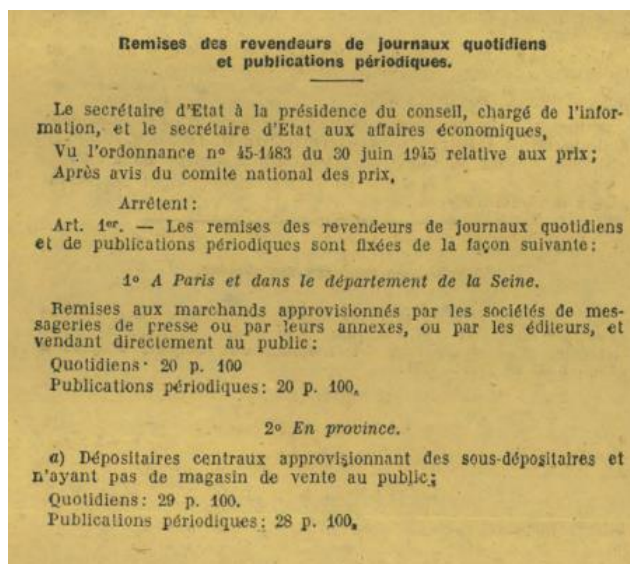 Remises des revendeurs de journaux quotidiens
et publications périodiques.
Le secrétaire d'Etat à la présidence du conseil, chargé de l'infor-
mation, et le secrétaire d'Etat aux affaires économiques,
Vu l'ordonnance nº 45-1483 du 30 juin 1945 relative aux prix;
Après avis du comite national des prix,
Arrêtent:
Art. 1er. — Les remises des revendeurs de journaux quotidiens
et de publications périodiques sont fixées de la façon suivante:
1º A Paris et dans le département de la Seine.
Remises aux marchands approvisionnés par les sociétés de mes-
sageries de presse ou par leurs annexes, ou par les éditeurs, et
vendant directement au public:
Quotidiens: 20 p. 100
Publications périodiques: 20 p. 100.
2º En province.
a) Dépositaires centraux approvisionnant des sous-dépositaires et
n'ayant pas de magasin de vente au public:
Quotidiens: 29 p. 100.
Publications périodiques: 28 p. 100.